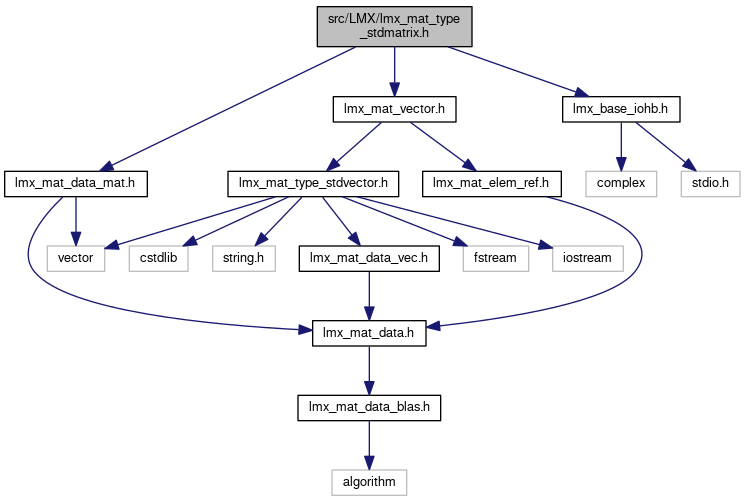 src/LMX/lmx_mat_type
_stdmatrix.h
lmx_mat_vector.h
lmx_base_iohb.h
lmx_mat_data_mat.h
lmx_mat_type_stdvector.h
lmx_mat_elem_ref.h
complex
stdio.h
vector
cstdlib
string.h
lmx_mat_data_vec.h
fstream
iostream
lmx_mat_data.h
lmx_mat_data_blas.h
algorithm